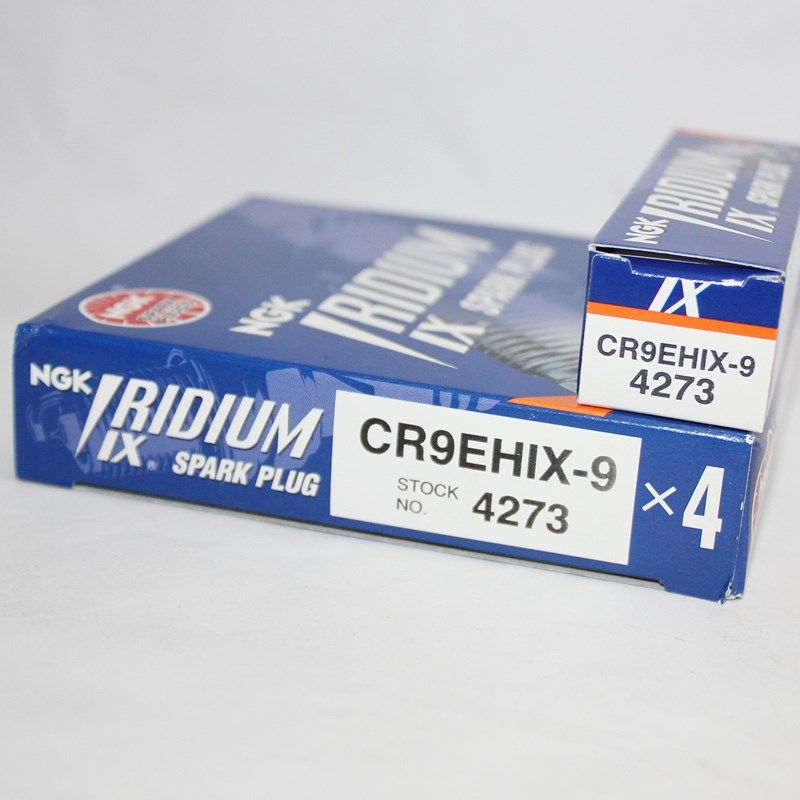 NGK IRIDIUM
IX SPARK PLUG
NGK
NGK IRIDIUM
IX® SPARK PLUG
CR9EHIX-9
STOCK
NO. 4273
×4
NGK IRIDIUM
IX SPARK PLUG
IX
CR9EHIX-9
4273